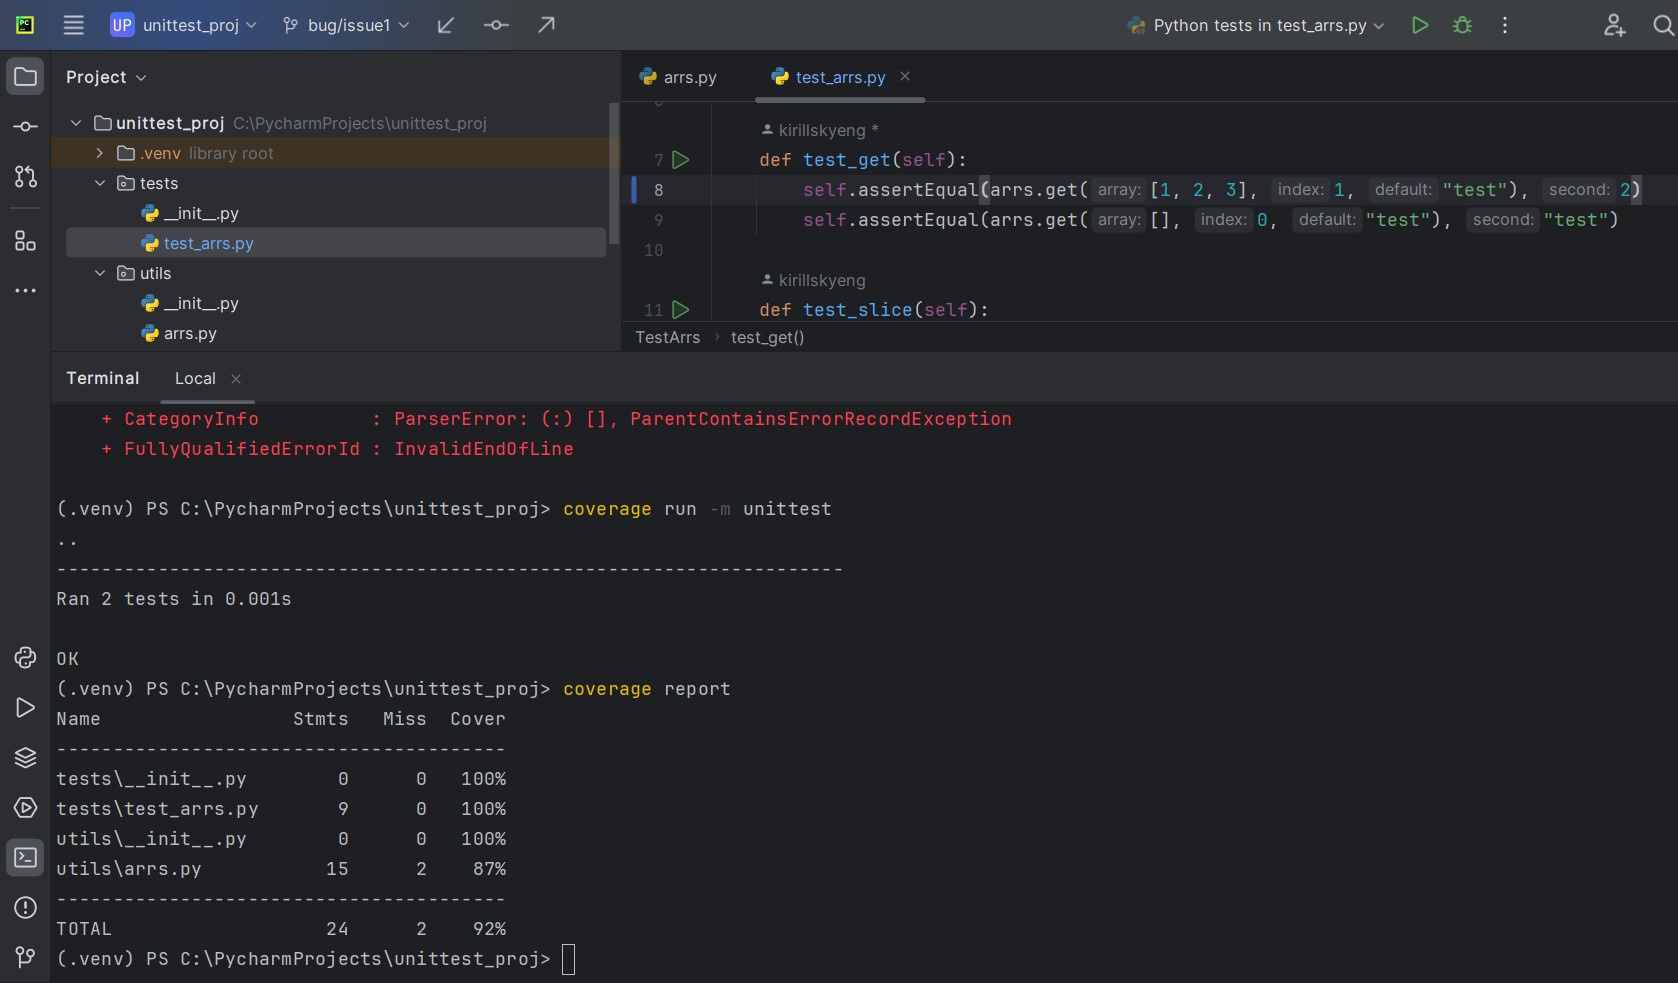 UP unittest_proj bug/issue1 Python tests in test_arrs.py
Project
unittest_proj C:\PycharmProjects\unittest_proj
.venv library root
tests
__init__.py
test_arrs.py
utils
__init__.py
arrs.py
arrs.py test_arrs.py
kirillskyeng *
7 def test_get(self):
8 self.assertEqual(arrs.get( array: [1, 2, 3], index: 1, default: "test"), second: 2)
9 self.assertEqual(arrs.get( array: [], index: 0, default: "test"), second: "test")
10
kirillskyeng
11 def test_slice(self):
TestArrs > test_get()
Terminal Local
+ CategoryInfo : ParserError: (:) [], ParentContainsErrorRecordException
+ FullyQualifiedErrorId : InvalidEndOfLine
(.venv) PS C:\PycharmProjects\unittest_proj> coverage run -m unittest
..
----------------------------------------------------------------------
Ran 2 tests in 0.001s
OK
(.venv) PS C:\PycharmProjects\unittest_proj> coverage report
Name Stmts Miss Cover
----------------------------------------
tests\__init__.py 0 0 100%
tests\test_arrs.py 9 0 100%
utils\__init__.py 0 0 100%
utils\arrs.py 15 2 87%
----------------------------------------
TOTAL 24 2 92%
(.venv) PS C:\PycharmProjects\unittest_proj>